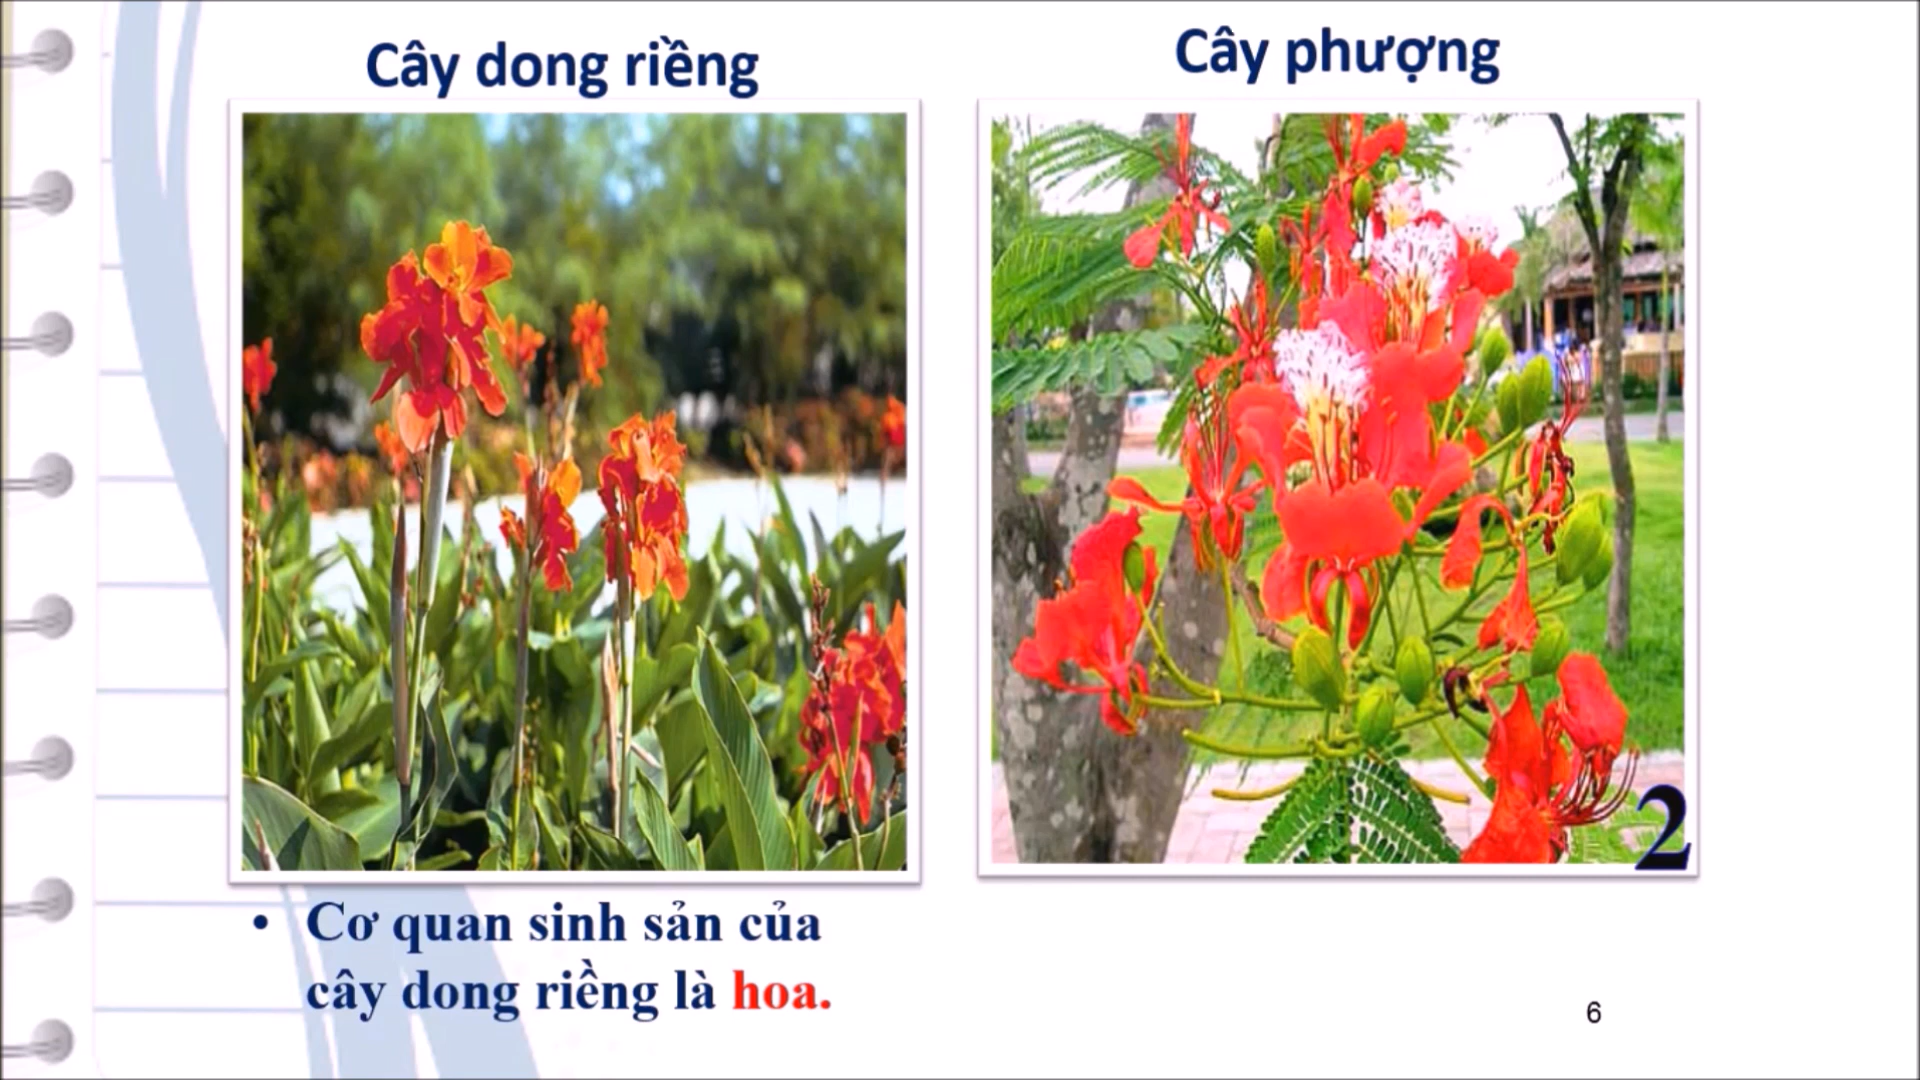 Cây dong riềng
Cây phượng
2
• Cơ quan sinh sản của
cây dong riềng là hoa.
6